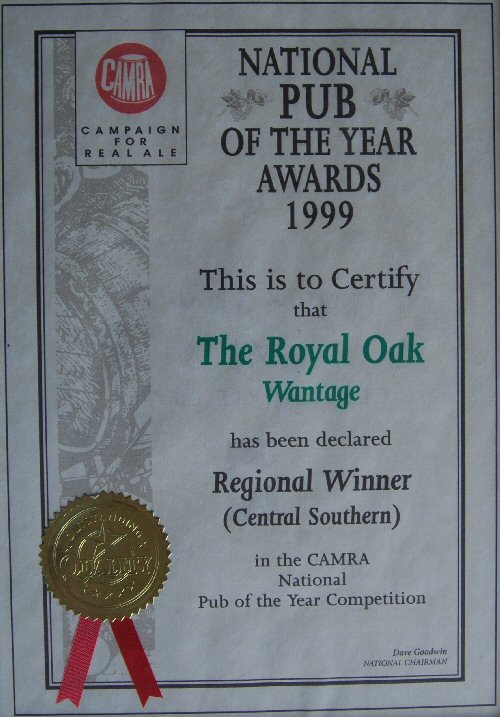 CAMRA
CAMPAIGN
FOR
REAL ALE
NATIONAL
PUB
OF THE YEAR
AWARDS
1999
This is to Certify
that
The Royal Oak
Wantage
has been declared
Regional Winner
(Central Southern)
in the CAMRA
National
Pub of the Year Competition
OUTSTANDING
QUALITY
Dave Goodwin
NATIONAL CHAIRMAN